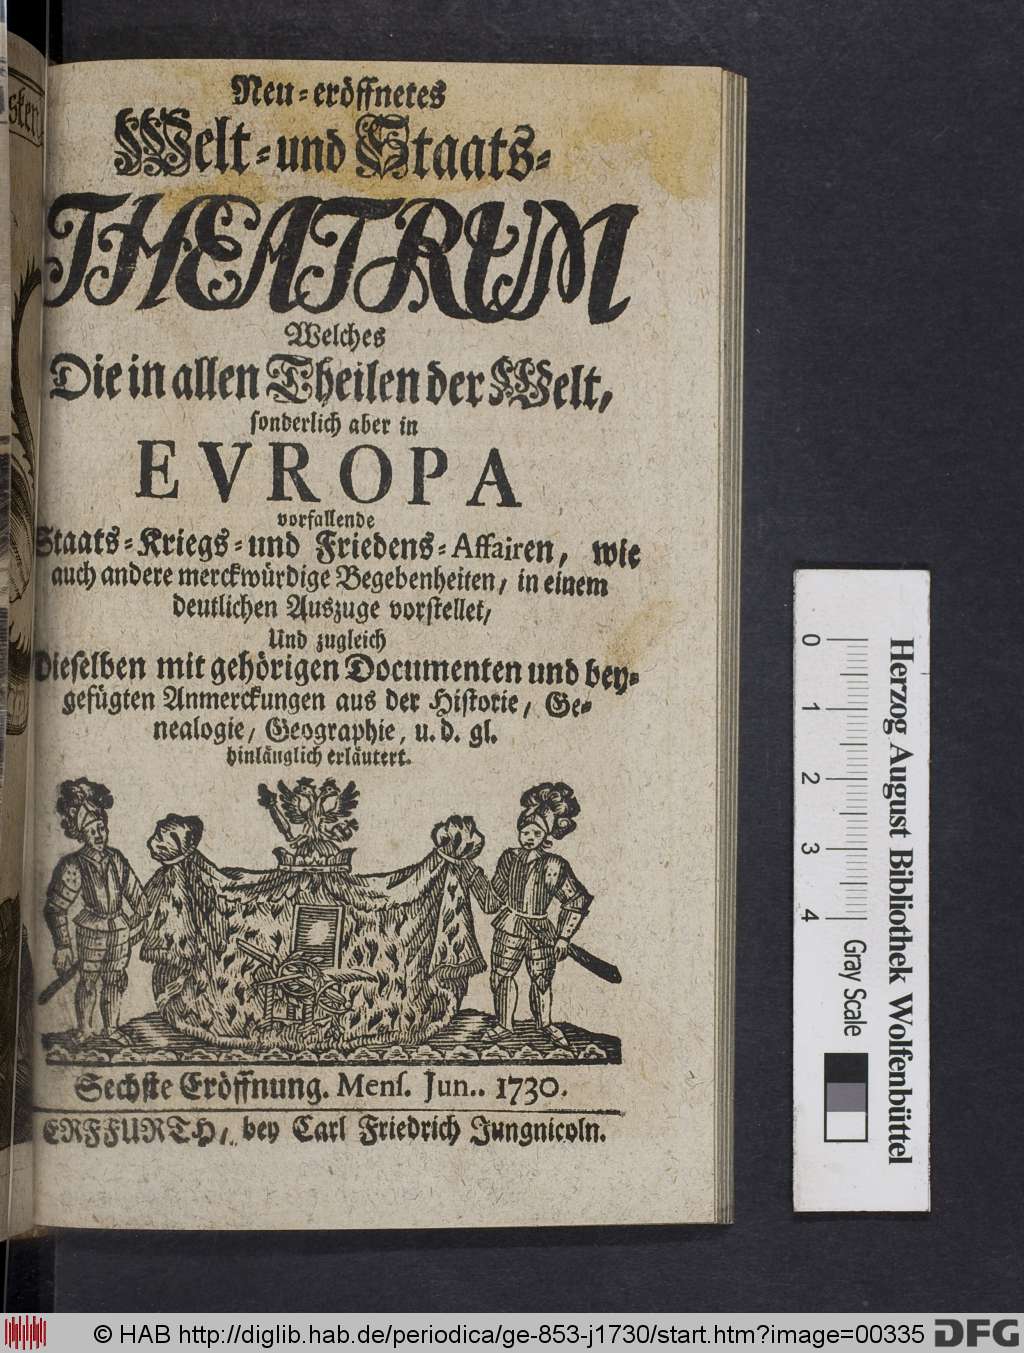 Neu-eröffnetes
Welt-und Staats-
THEATRUM
Welches
Die in allen Theilen der Welt,
sonderlich aber in
EVROPA
vorfallende
Staats-Kriegs-und Friedens-Affairen, wie
auch andere merckwürdige Begebenheiten, in einem
deutlichen Auszuge vorstellet,
Und zugleich
Dieselben mit gehörigen Documenten und bey-
gefügten Anmerckungen aus der Historie, Ge-
nealogie, Geographie, u. d. gl.
hinlänglich erläutert.
Sechste Eröffnung. Mens. Jun.. 1730.
ERFFURTH, bey Carl Friedrich Jungnicoln.
Herzog August Bibliothek Wolfenbüttel
0 1 2 3 4 Gray Scale
© HAB http://diglib.hab.de/periodica/ge-853-j1730/start.htm?image=00335
DFG